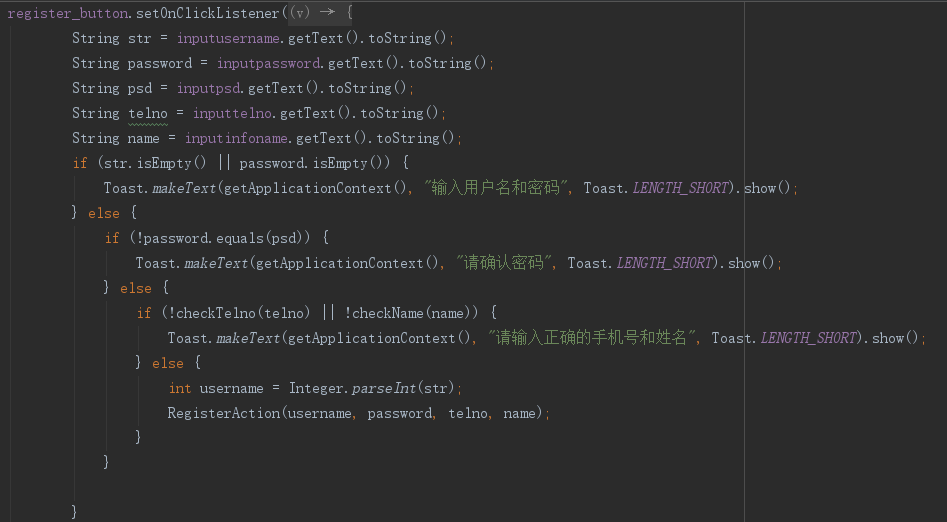 register_button.setOnClickListener((v) → {
String str = inputusername.getText().toString();
String password = inputpassword.getText().toString();
String psd = inputpsd.getText().toString();
String telno = inputtelno.getText().toString();
String name = inputinfoname.getText().toString();
if (str.isEmpty() || password.isEmpty()) {
Toast.makeText(getApplicationContext(), "输入用户名和密码", Toast.LENGTH_SHORT).show();
} else {
if (!password.equals(psd)) {
Toast.makeText(getApplicationContext(), "请确认密码", Toast.LENGTH_SHORT).show();
} else {
if (!checkTelno(telno) || !checkName(name)) {
Toast.makeText(getApplicationContext(), "请输入正确的手机号和姓名", Toast.LENGTH_SHORT).show();
} else {
int username = Integer.parseInt(str);
RegisterAction(username, password, telno, name);
}
}
}